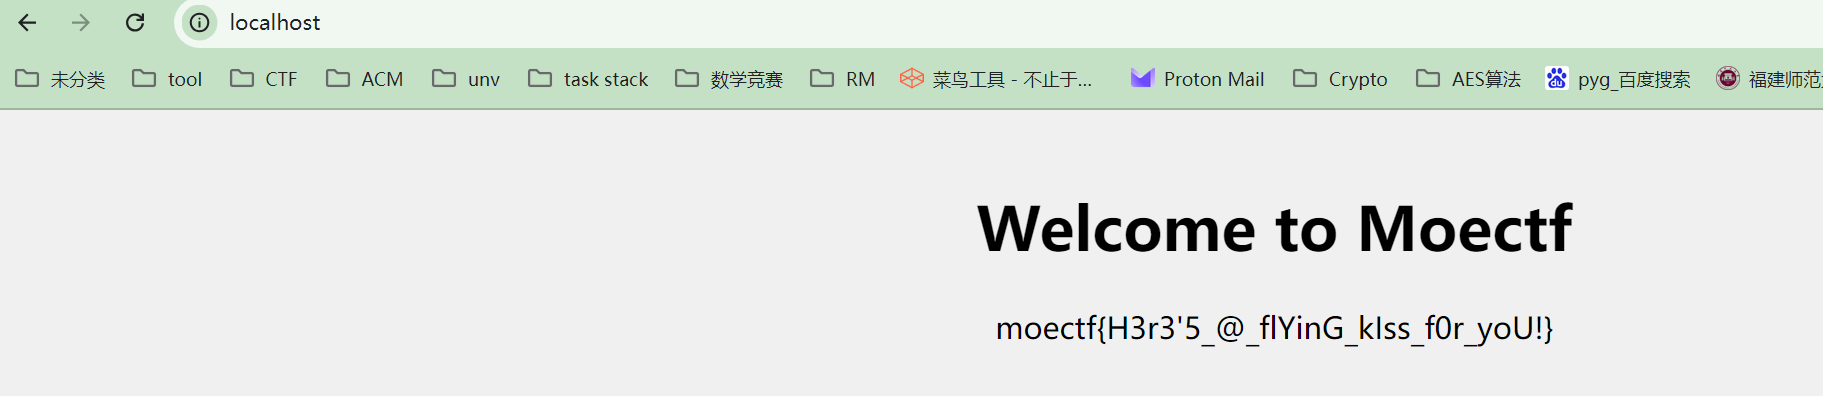 localhost
未分类 tool CTF ACM unv task stack 数学竞赛 RM 菜鸟工具 - 不止于... Proton Mail Crypto AES算法 pyg_百度搜索 福建师范
Welcome to Moectf
moectf{H3r3'5_@_flYinG_kIss_f0r_yoU!}